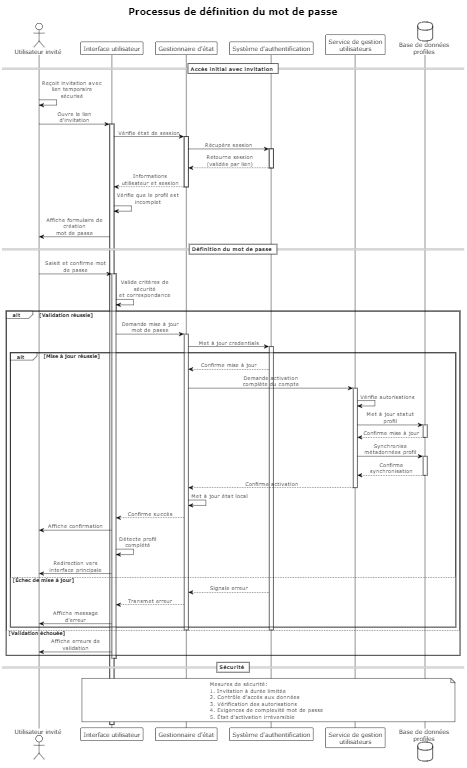 Processus de définition du mot de passe
Utilisateur invité
Interface utilisateur
Gestionnaire d'état
Système d'authentification
Service de gestion
utilisateurs
Base de données
profiles
Accès initial avec invitation
Reçoit invitation avec
lien temporaire
sécurisé
Ouvre le lien
d'invitation
Vérifie état de session
Récupère session
Retourne session
(validée par lien)
Informations
utilisateur et session
Vérifie que le profil est
incomplet
Affiche formulaire de
création
mot de passe
Définition du mot de passe
Saisit et confirme mot
de passe
Valide critères de
sécurité
et correspondance
alt
[Validation réussie]
Demande mise à jour
mot de passe
Met à jour credentials
alt
[Mise à jour réussie]
Confirme mise à jour
Demande activation
complète du compte
Vérifie autorisations
Met à jour statut
profil
Confirme mise à jour
Synchronise
métadonnées profil
Confirme
synchronisation
Confirme activation
Met à jour état local
Confirme succès
Affiche confirmation
Détecte profil
complété
Redirection vers
interface principale
[Échec de mise à jour]
Signale erreur
Transmet erreur
Affiche message
d'erreur
[Validation échouée]
Affiche erreurs de
validation
Sécurité
Mesures de sécurité:
1. Invitation à durée limitée
2. Contrôle d'accès aux données
3. Vérification des autorisations
4. Exigences de complexité mot de passe
5. État d'activation irréversible
Utilisateur invité
Interface utilisateur
Gestionnaire d'état
Système d'authentification
Service de gestion
utilisateurs
Base de données
profiles